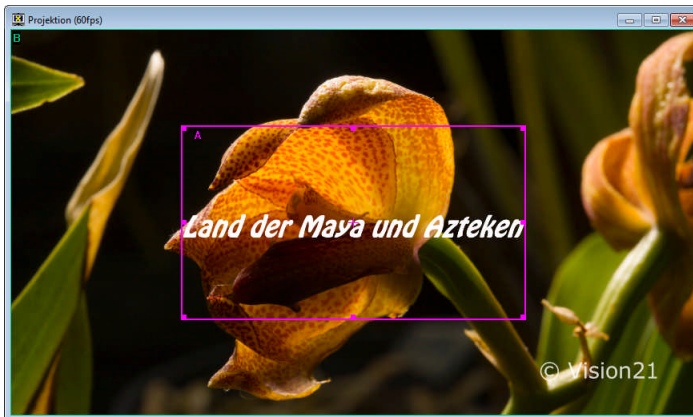 Projektion (60fps)
B
A
Land der Maya und Azteken
© Vision21